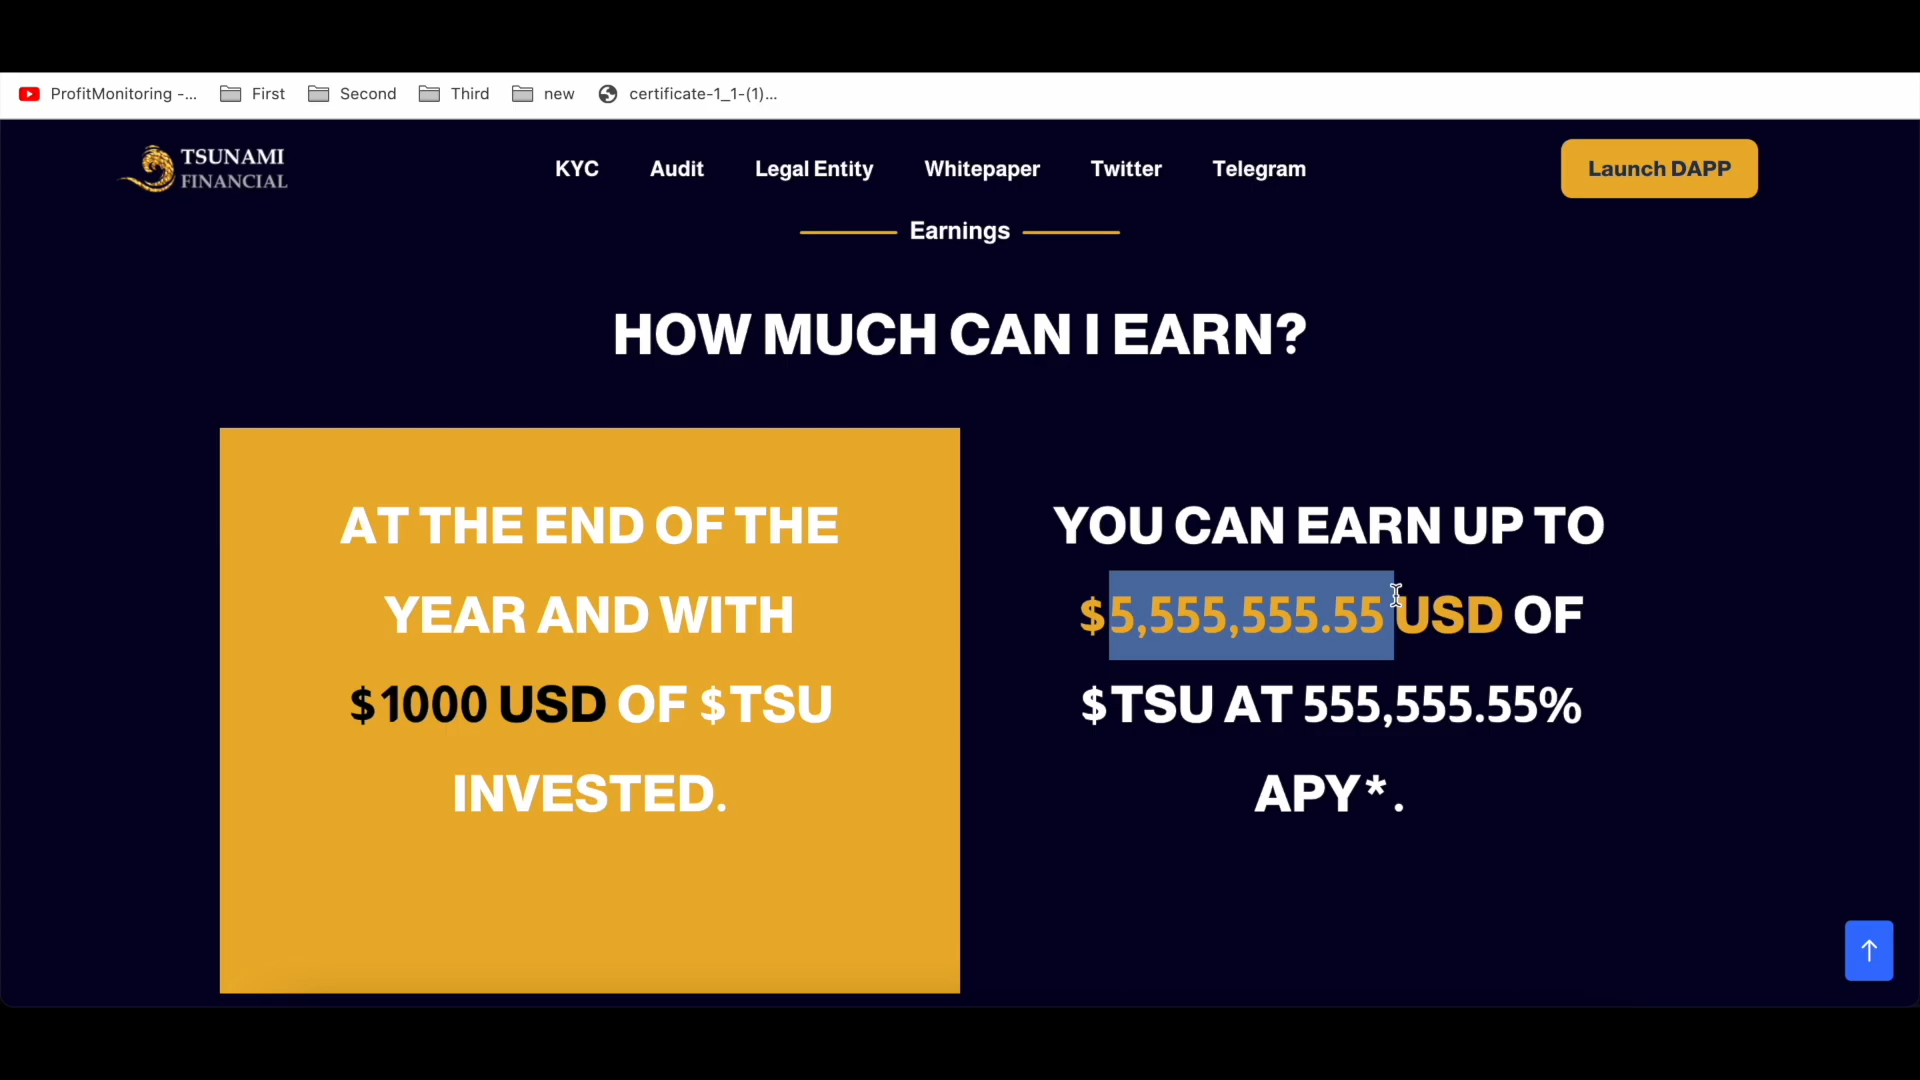 ProfitMonitoring -...
First
Second
Third
new
certificate-1_1-(1)...
TSUNAMI
FINANCIAL
KYC
Audit
Legal Entity
Whitepaper
Twitter
Telegram
Launch DAPP
Earnings
HOW MUCH CAN I EARN?
AT THE END OF THE
YEAR AND WITH
$1000 USD OF $TSU
INVESTED.
YOU CAN EARN UP TO
$5,555,555.55 USD OF
$TSU AT 555,555.55%
APY*.